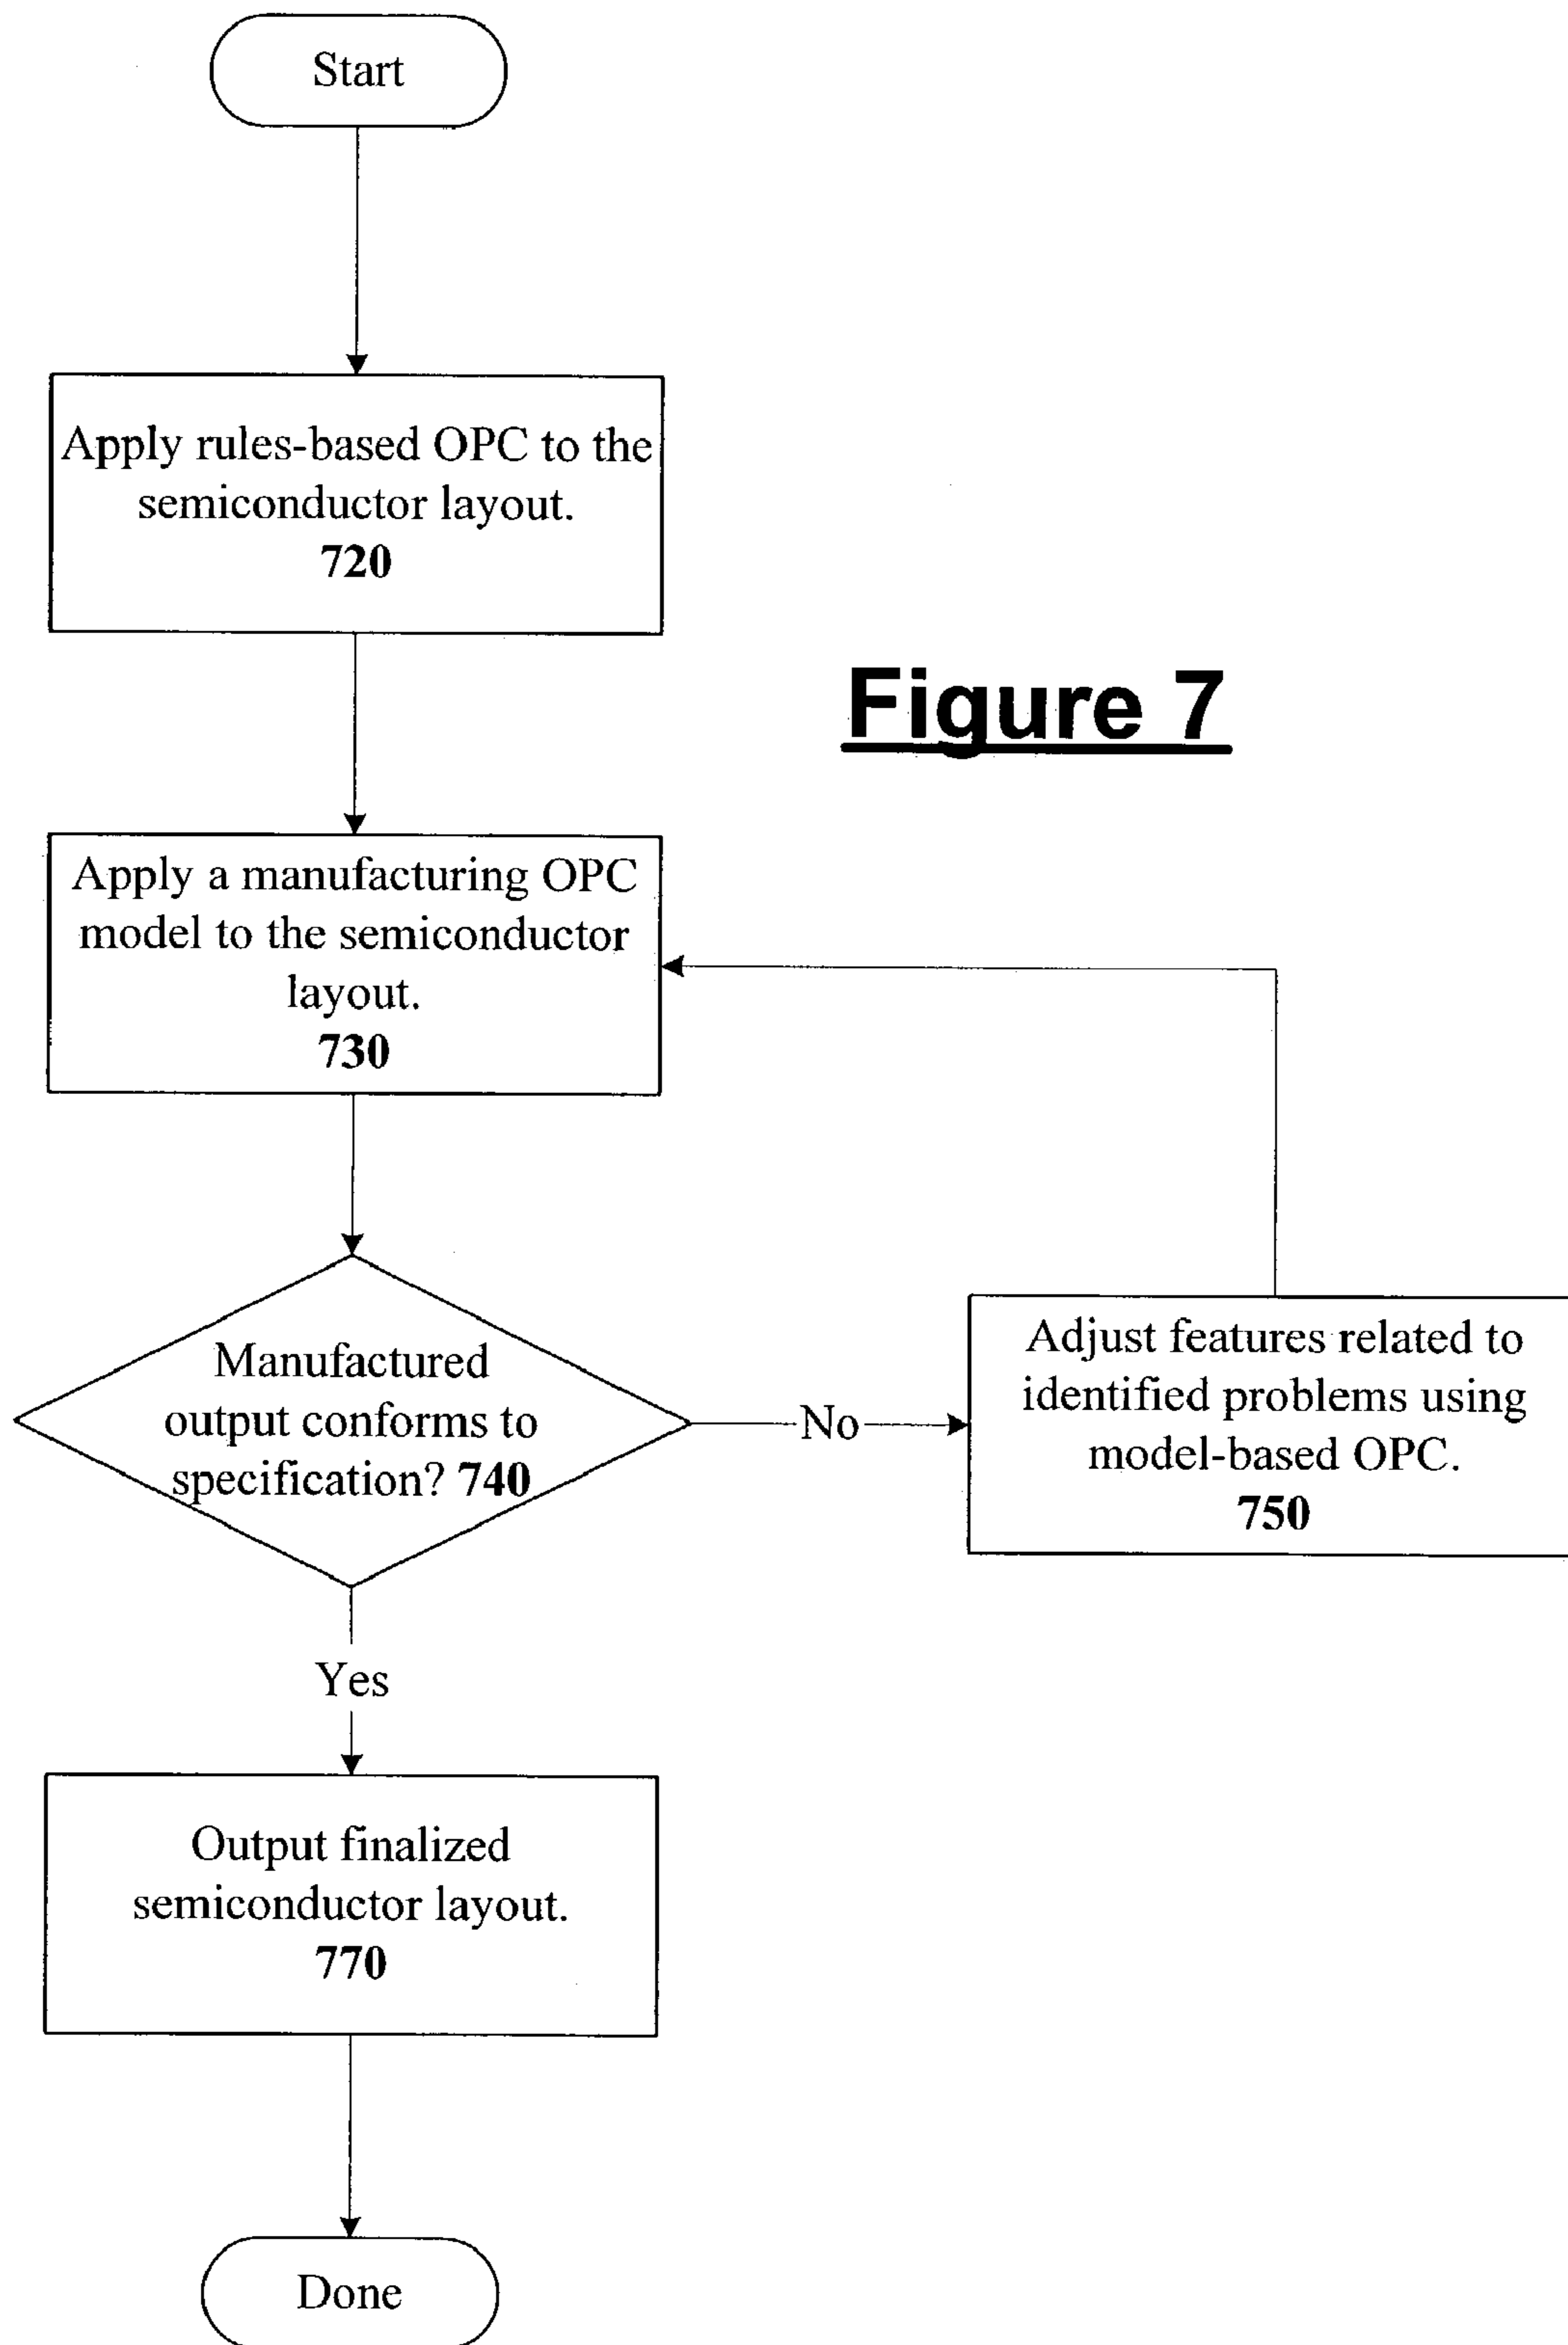 Start
Apply rules-based OPC to the
semiconductor layout.
720
Figure 7
Apply a manufacturing OPC
model to the semiconductor
layout.
730
Manufactured
output conforms to
specification? 740
No
Adjust features related to
identified problems using
model-based OPC.
750
Yes
Output finalized
semiconductor layout.
770
Done